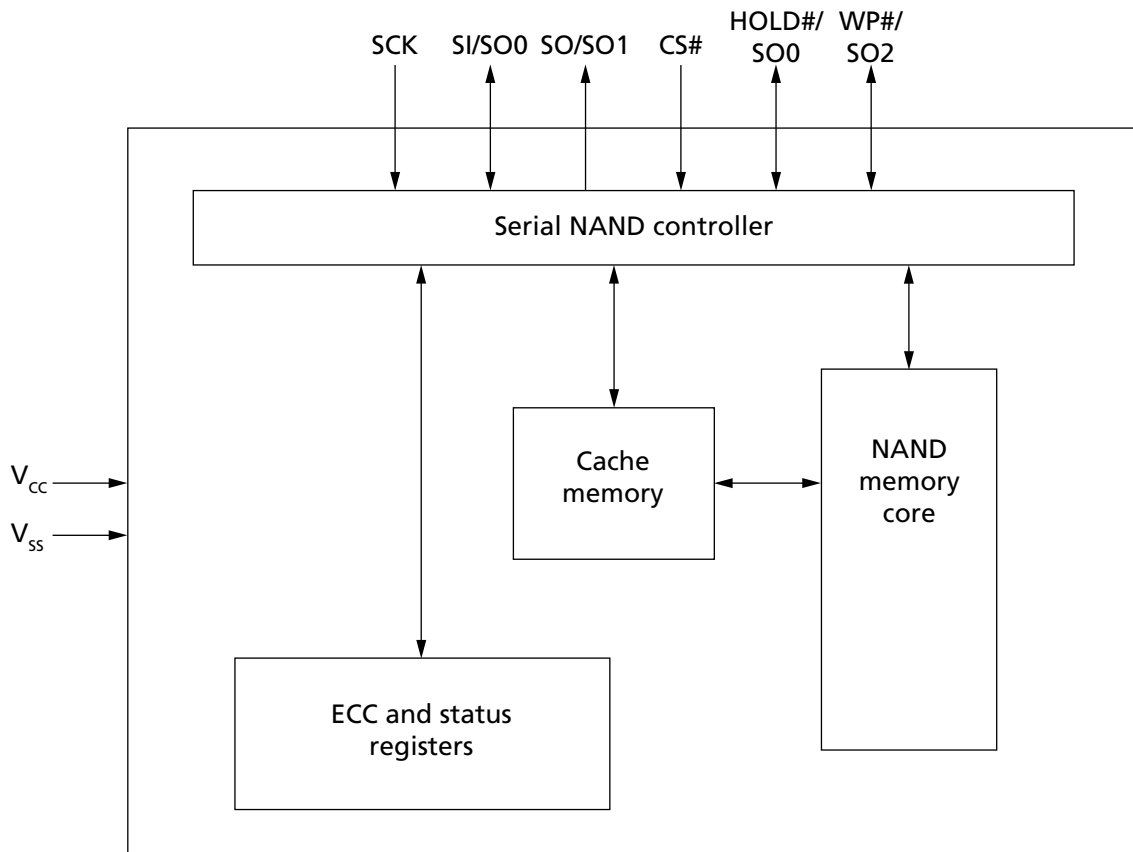 SCK SI/SO0 SO/SO1 CS# HOLD#/ WP#/
SO0 SO2
Serial NAND controller
Cache
memory
NAND
memory
core
VCC
VSS
ECC and status
registers